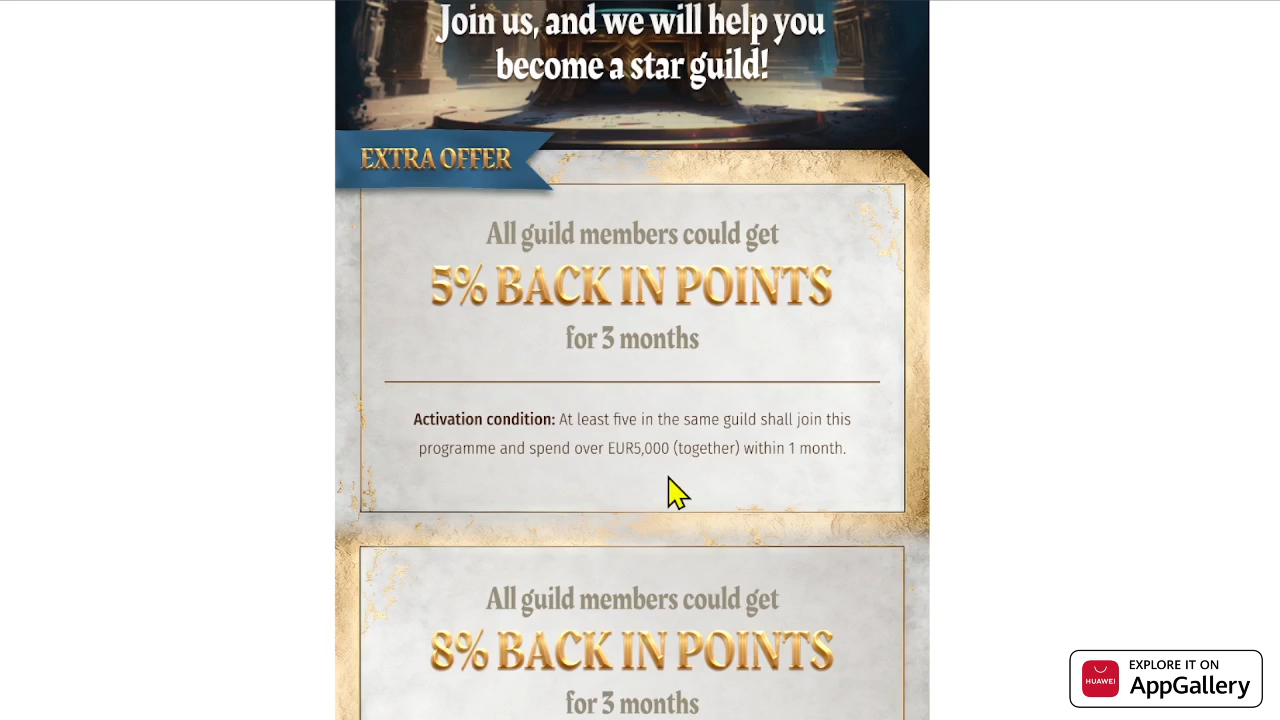 Join us, and we will help you
become a star guild!
EXTRA OFFER
All guild members could get
5% BACK IN POINTS
for 3 months
Activation condition: At least five in the same guild shall join this
programme and spend over EUR5,000 (together) within 1 month.
All guild members could get
8% BACK IN POINTS
for 3 months
HUAWEI
EXPLORE IT ON
AppGallery